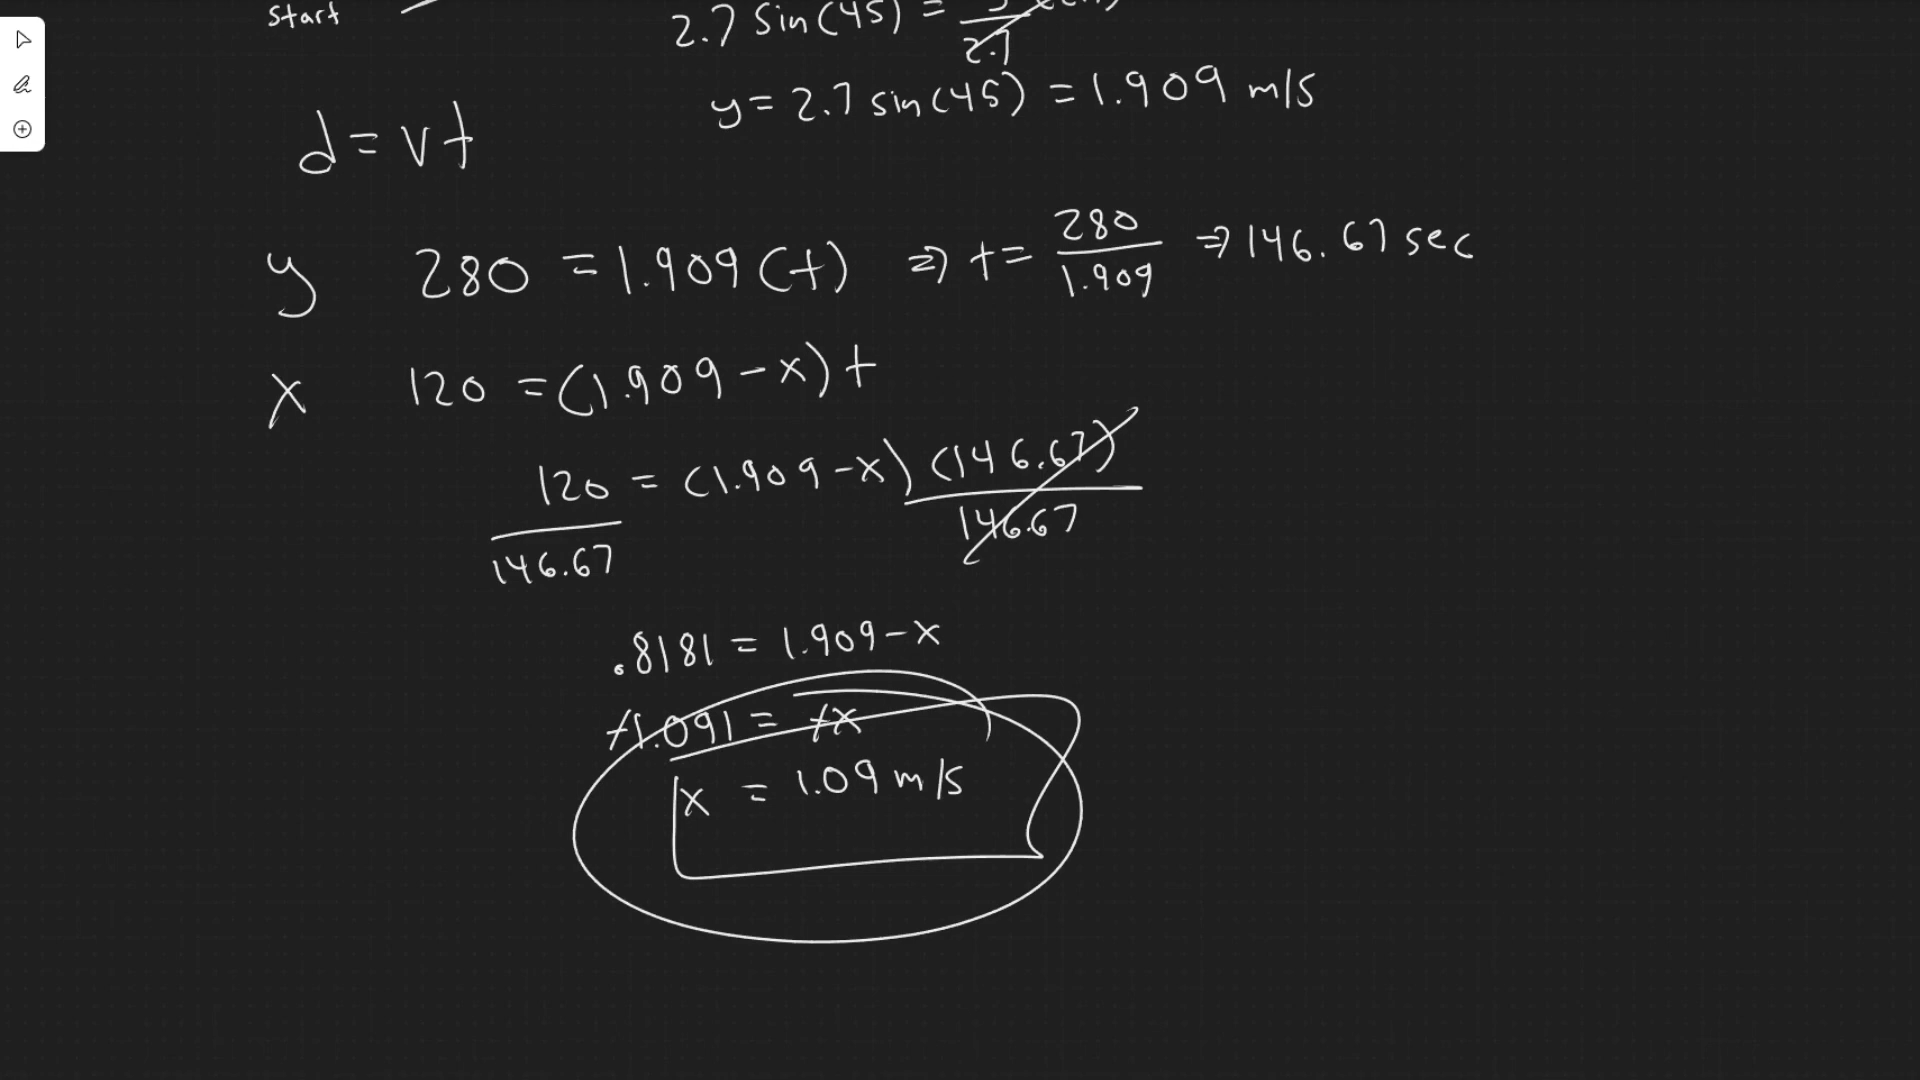 start
2.7 sin(45) =
2.7
y = 2.7 sin(45) = 1.909 m/s
d = vt
y 280 = 1.909 (t) => t = 280/1.909 => 146.67 sec
x 120 = (1.909 - x) t
120/146.67 = (1.909 - x) (146.67)/146.67
.8181 = 1.909 - x
+1.091 = +x
x = 1.09 m/s